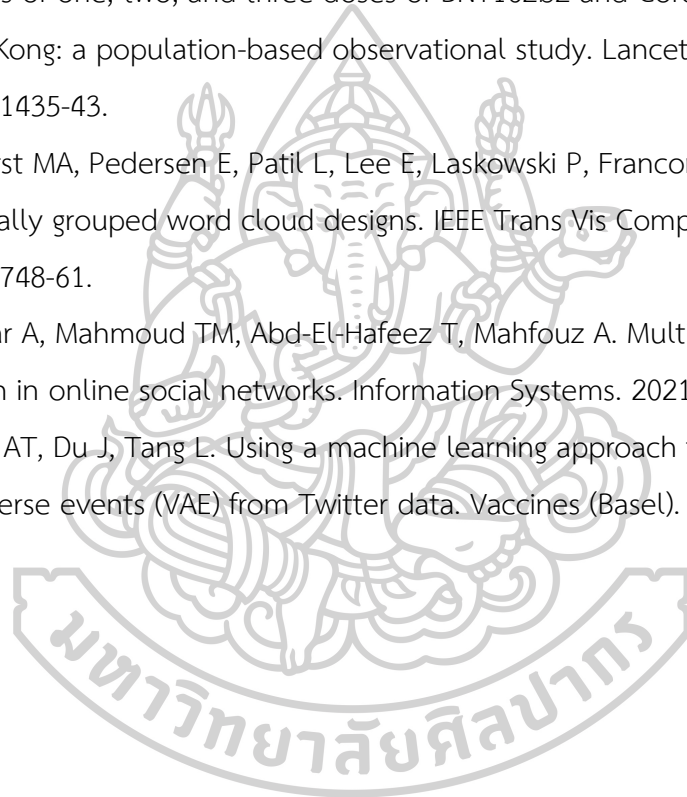 s of one, two, and three doses of BNT162b2 and Cor
Kong: a population-based observational study. Lancet
1435-43.
rst MA, Pedersen E, Patil L, Lee E, Laskowski P, Francon
ally grouped word cloud designs. IEEE Trans Vis Comp
748-61.
ar A, Mahmoud TM, Abd-El-Hafeez T, Mahfouz A. Mult
n in online social networks. Information Systems. 2021
AT, Du J, Tang L. Using a machine learning approach
erse events (VAE) from Twitter data. Vaccines (Basel).
มหาวิทยาลัยศิลปากร